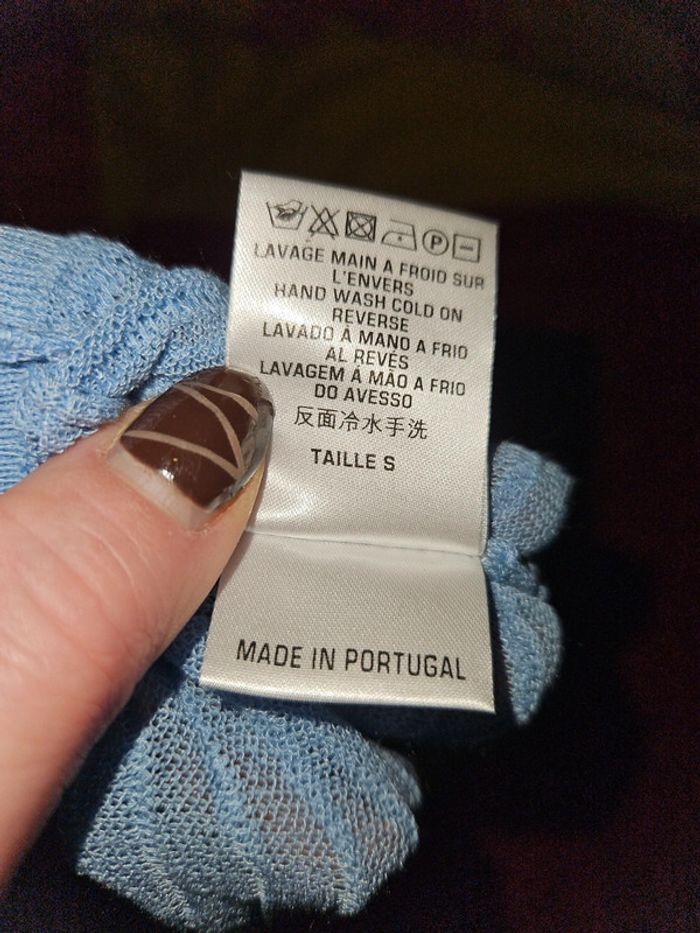 P
LAVAGE MAIN A FROID SUR
L'ENVERS
HAND WASH COLD ON
REVERSE
LAVADO À MANO A FRIO
AL REVÉS
LAVAGEM Á MÃO A FRIO
DO AVESSO
反面冷水手洗
TAILLE S
MADE IN PORTUGAL